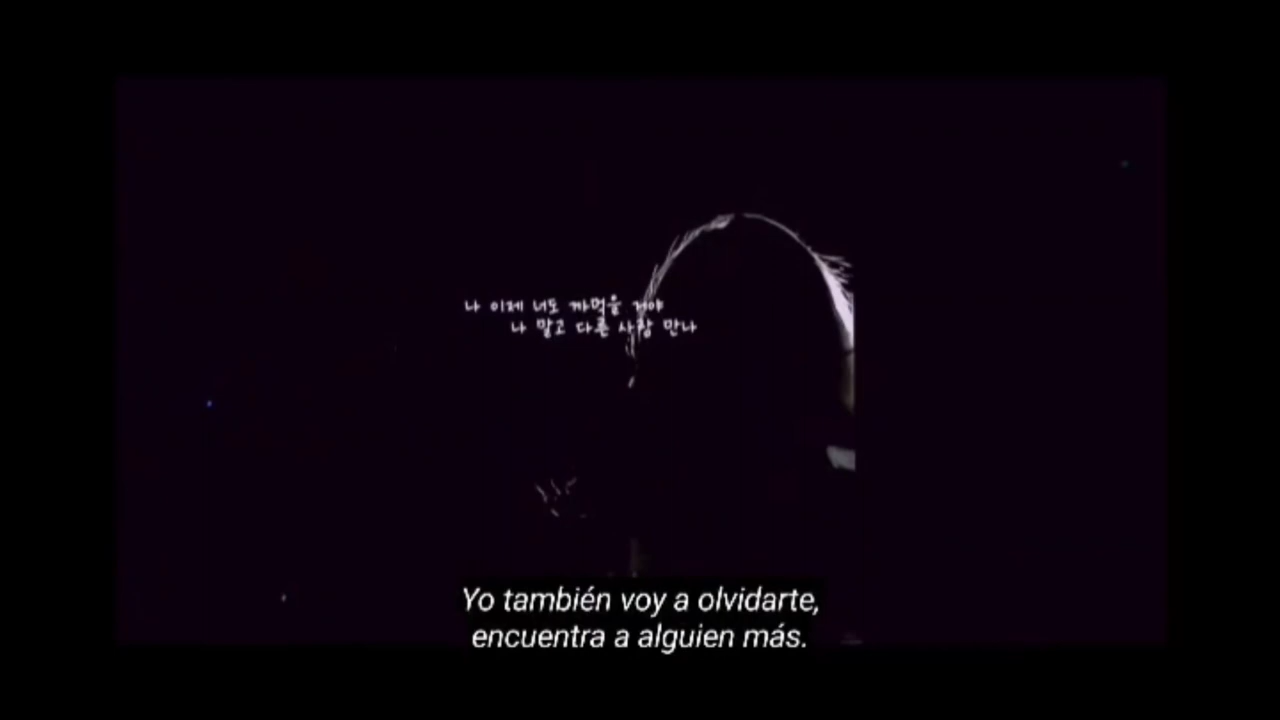 나 이제 너도 까먹을 거야
나 말고 다른 사랑 만나
Yo también voy a olvidarte,
encuentra a alguien más.